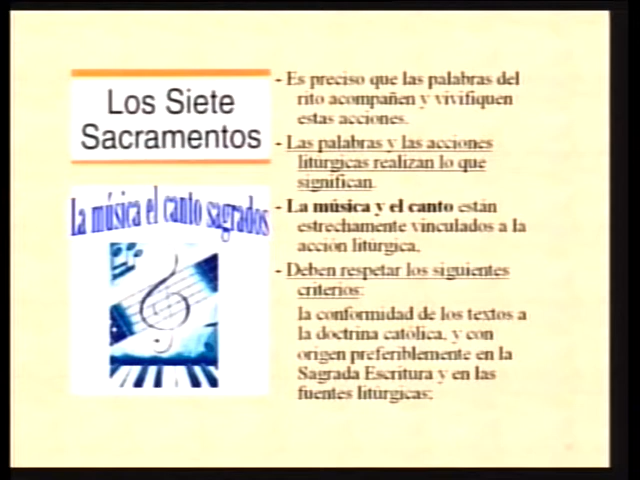 Los Siete
Sacramentos
La música el canto sagrados
- Es preciso que las palabras del
rito acompañen y vivifiquen
estas acciones.
- Las palabras y las acciones
litúrgicas realizan lo que
significan.
- La música y el canto están
estrechamente vinculados a la
acción litúrgica.
- Deben respetar los siguientes
criterios:
la conformidad de los textos a
la doctrina católica, y con
origen preferiblemente en la
Sagrada Escritura y en las
fuentes litúrgicas;